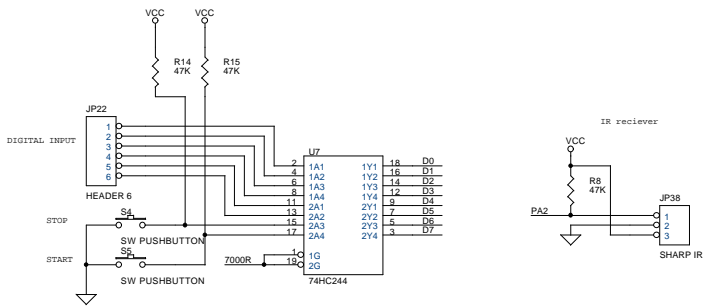 VCC
VCC
R14
47K
R15
47K
JP22
DIGITAL INPUT
1
2
3
4
5
6
HEADER 6
STOP
S4
SW PUSHBUTTON
START
S5
SW PUSHBUTTON
U7
2 1A1 1Y1 18 D0
4 1A2 1Y2 16 D1
6 1A3 1Y3 14 D2
8 1A4 1Y4 12 D3
11 2A1 2Y1 9 D4
13 2A2 2Y2 7 D5
15 2A3 2Y3 5 D6
17 2A4 2Y4 3 D7
7000R
1 1G
19 2G
74HC244
IR reciever
VCC
R8
47K
PA2
JP38
1
2
3
SHARP IR